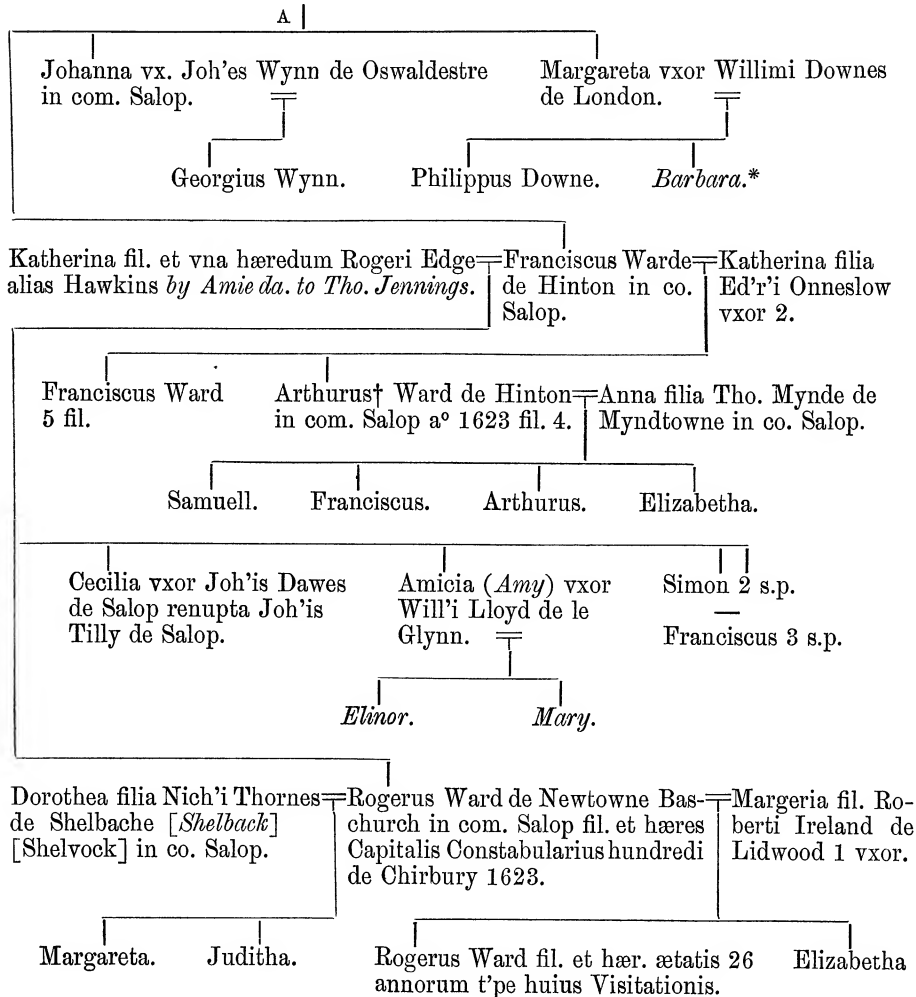 A
Johanna vx. Joh'es Wynn de Oswaldestre
in com. Salop.
Margareta vxor Willimi Downes
de London.
Georgius Wynn.
Philippus Downe.
Barbara.*
Katherina fil. et vna hæredum Rogeri Edge
alias Hawkins by Amie da. to Tho. Jennings.
Franciscus Warde
de Hinton in co.
Salop.
Katherina filia
Ed'r'i Onneslow
vxor 2.
Franciscus Ward
5 fil.
Arthurus† Ward de Hinton
in com. Salop aº 1623 fil. 4.
Anna filia Tho. Mynde de
Myndtowne in co. Salop.
Samuell.
Franciscus.
Arthurus.
Elizabetha.
Cecilia vxor Joh'is Dawes
de Salop renupta Joh'is
Tilly de Salop.
Amicia (Amy) vxor
Will'i Lloyd de le
Glynn.
Simon 2 s.p.
—
Franciscus 3 s.p.
Elinor.
Mary.
Dorothea filia Nich'i Thornes
de Shelbache [Shelback]
[Shelvock] in co. Salop.
Rogerus Ward de Newtowne Bas-
church in com. Salop fil. et hæres
Capitalis Constabularius hundredi
de Chirbury 1623.
Margeria fil. Ro-
berti Ireland de
Lidwood 1 vxor.
Margareta.
Juditha.
Rogerus Ward fil. et hær. ætatis 26
annorum t'pe huius Visitationis.
Elizabetha